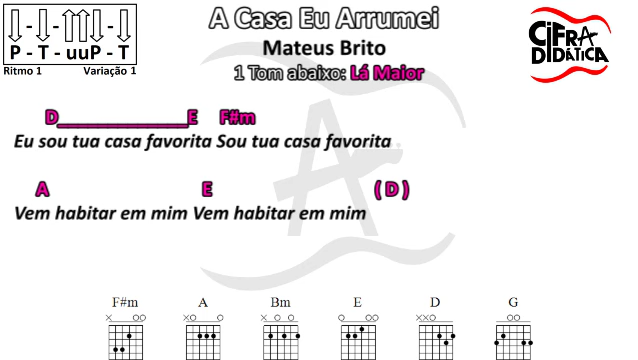 A Casa Eu Arrumei
Mateus Brito
1 Tom abaixo: Lá Maior
P - T - uuP - T
Ritmo 1 Variação 1
CiFRA
DIDÁTICA
D______________E F#m
Eu sou tua casa favorita Sou tua casa favorita
A E ( D )
Vem habitar em mim Vem habitar em mim
F#m A Bm E D G